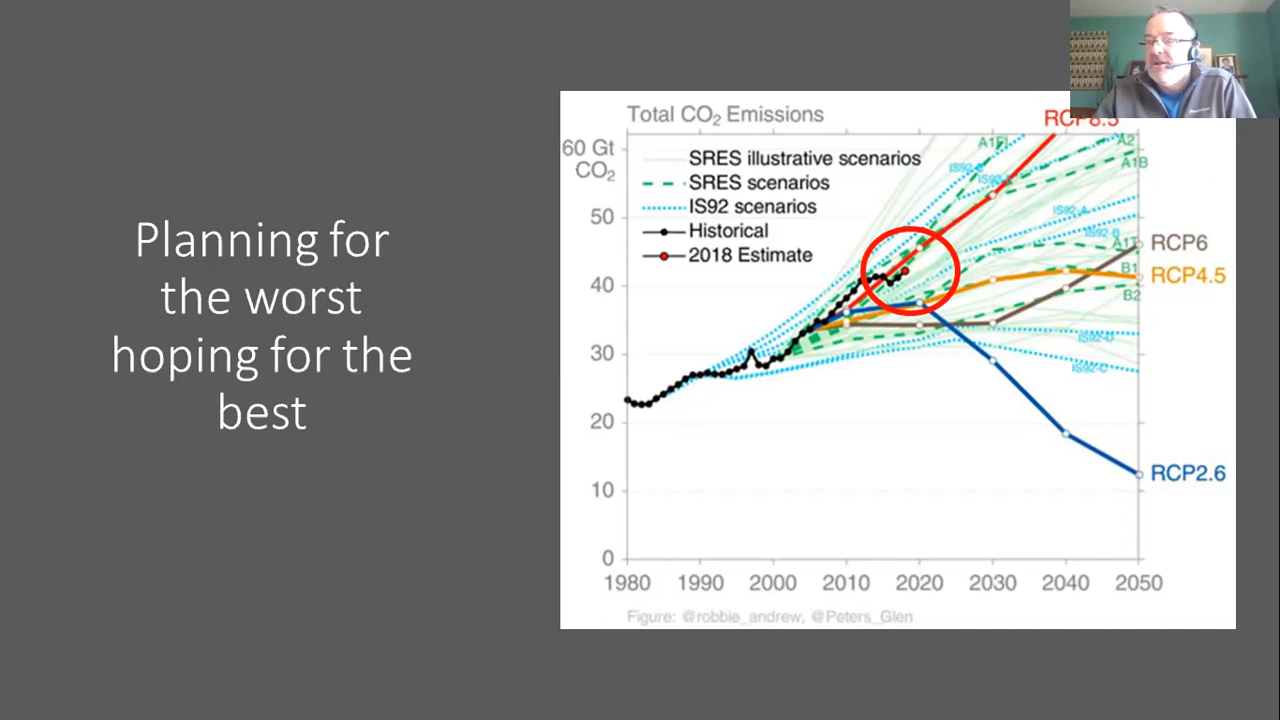 Planning for
the worst
hoping for the
best
Total CO₂ Emissions
RCP8.5
60 Gt
CO₂
50
40
30
20
10
0
SRES illustrative scenarios
SRES scenarios
IS92 scenarios
Historical
2018 Estimate
A1FI
A2
A1B
IS92-A
IS92-B
A1T
B1
B2
IS92-D
IS92-C
RCP6
RCP4.5
RCP2.6
1980 1990 2000 2010 2020 2030 2040 2050
Figure: @robbie_andrew, @Peters_Glen